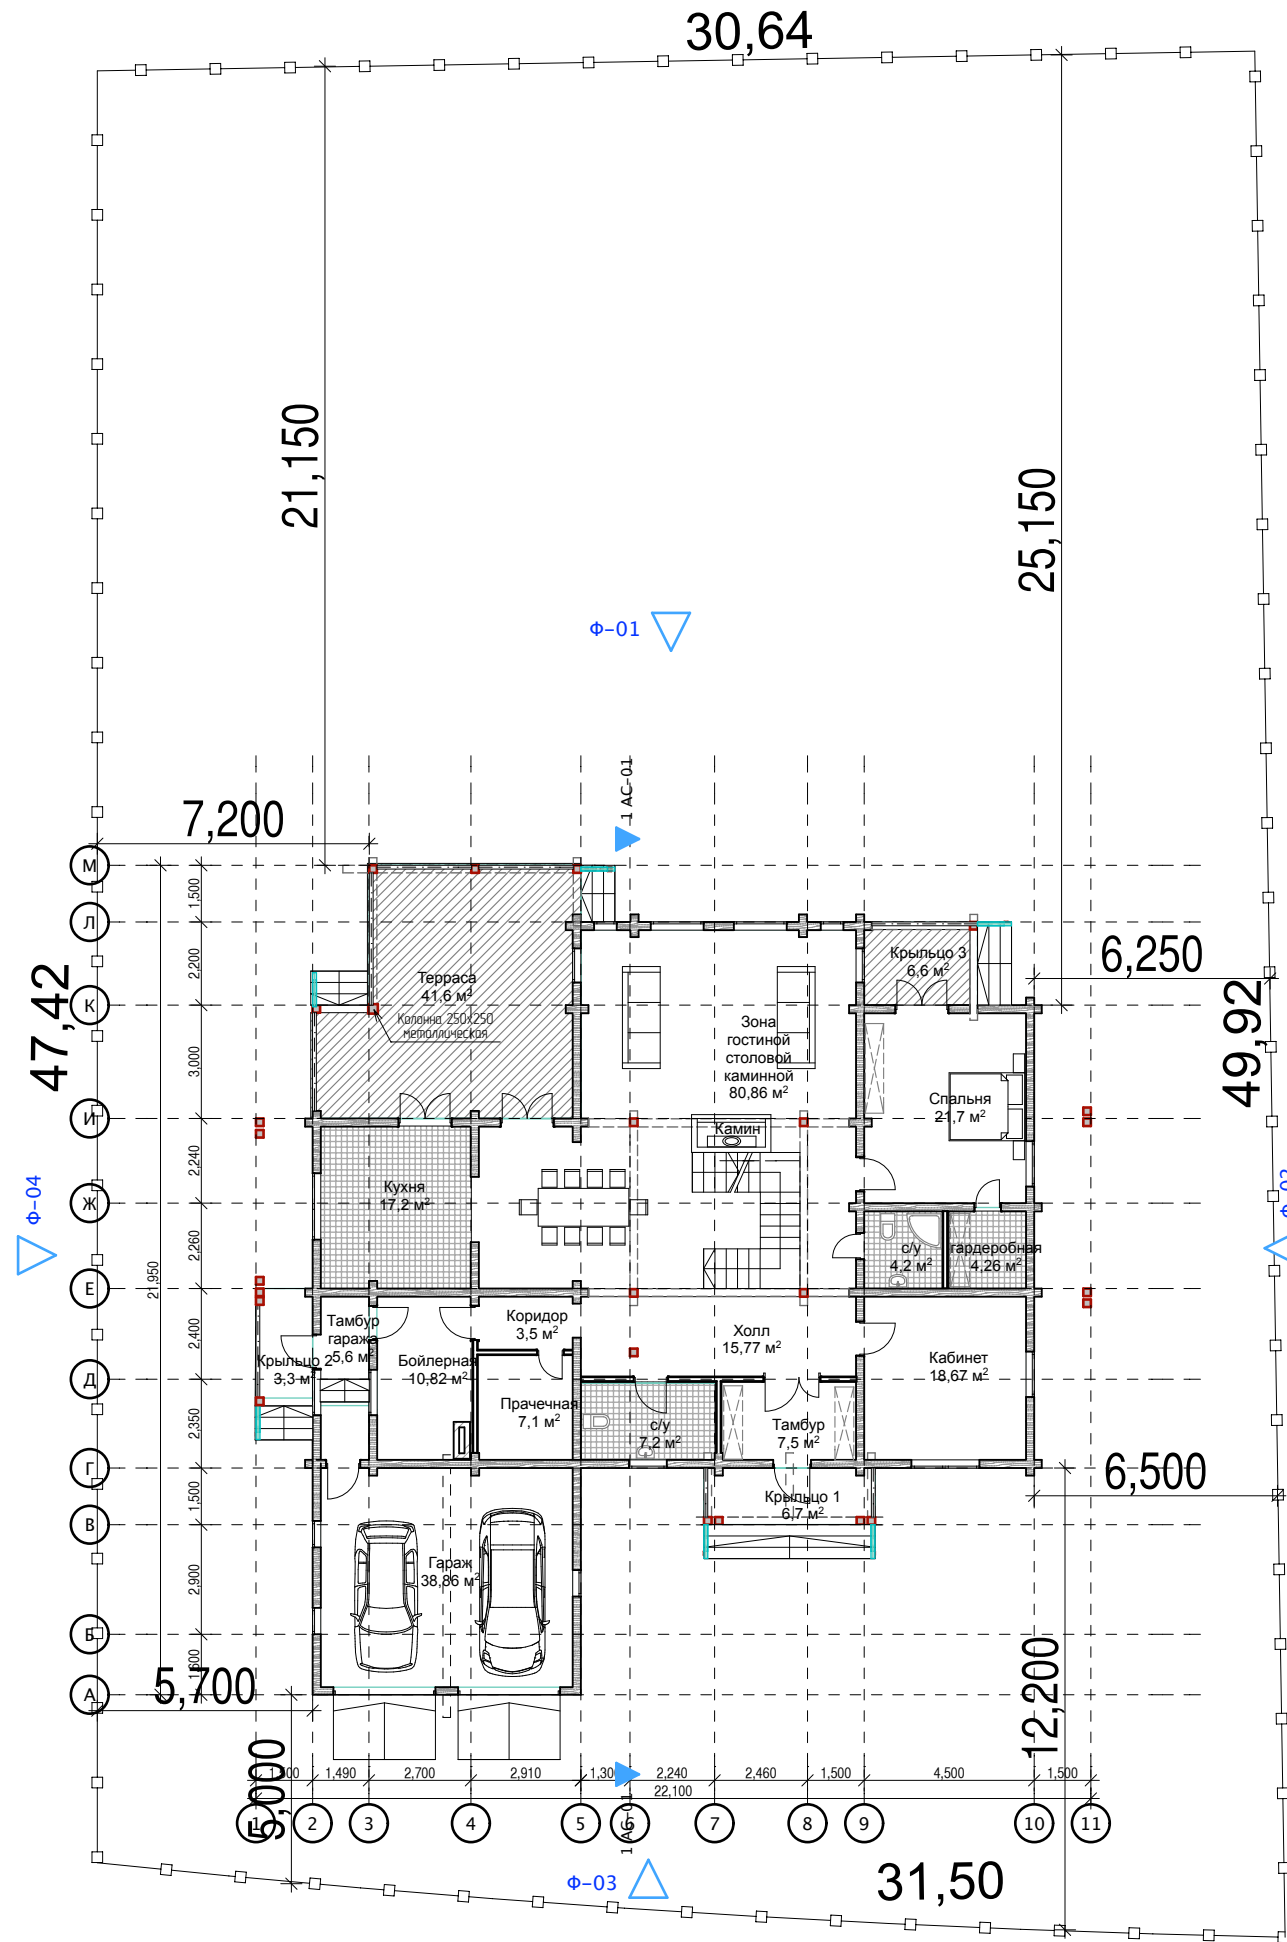 30,64
21,150
25,150
Ф-01
1 АС-01
7,200
М
Л
К
И
Ж
Е
Д
Г
В
Б
А
1,500
2,200
3,000
2,240
2,260
2,400
2,350
1,500
2,900
1,600
21,950
47,42
49,92
6,250
6,500
Терраса
41,6 м²
Колонна 250х250
металлическая
Крыльцо 3
6,6 м²
Зона
гостиной
столовой
каминной
80,86 м²
Камин
Спальня
21,7 м²
Кухня
17,2 м²
Ф-04
с/у
4,2 м²
гардеробная
4,26 м²
Тамбур
гаража
5,6 м²
Коридор
3,5 м²
Холл
15,77 м²
Крыльцо 2
3,3 м²
Бойлерная
10,82 м²
Кабинет
18,67 м²
Прачечная
7,1 м²
с/у
7,2 м²
Тамбур
7,5 м²
Крыльцо 1
6,7 м²
Гараж
38,86 м²
5,700
5,000
12,200
1,490
2,700
2,910
2,240
2,460
1,500
4,500
1,500
22,100
1
2
3
4
5
6
7
8
9
10
11
31,50
Ф-03